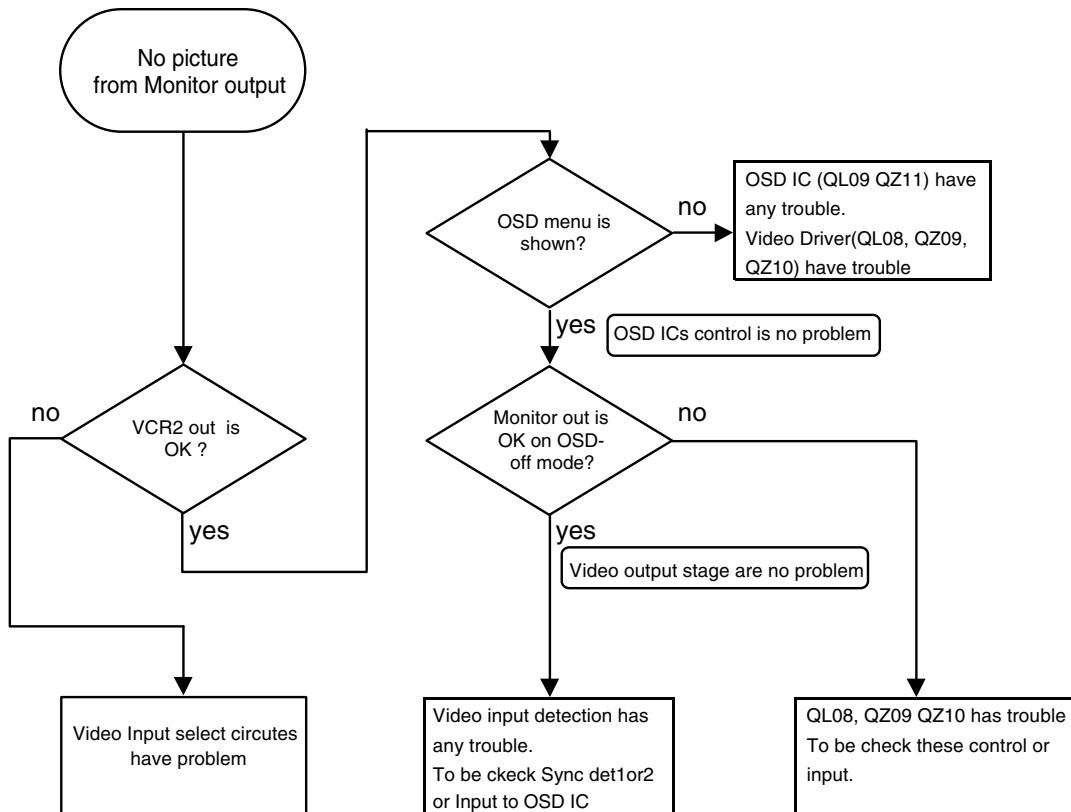 No picture
from Monitor output
OSD menu is
shown?
no
OSD IC (QL09 QZ11) have
any trouble.
Video Driver(QL08, QZ09,
QZ10) have trouble
yes
OSD ICs control is no problem
no
VCR2 out is
OK ?
yes
Monitor out is
OK on OSD-
off mode?
no
yes
Video output stage are no problem
Video Input select circutes
have problem
Video input detection has
any trouble.
To be ckeck Sync det1or2
or Input to OSD IC
QL08, QZ09 QZ10 has trouble
To be check these control or
input.